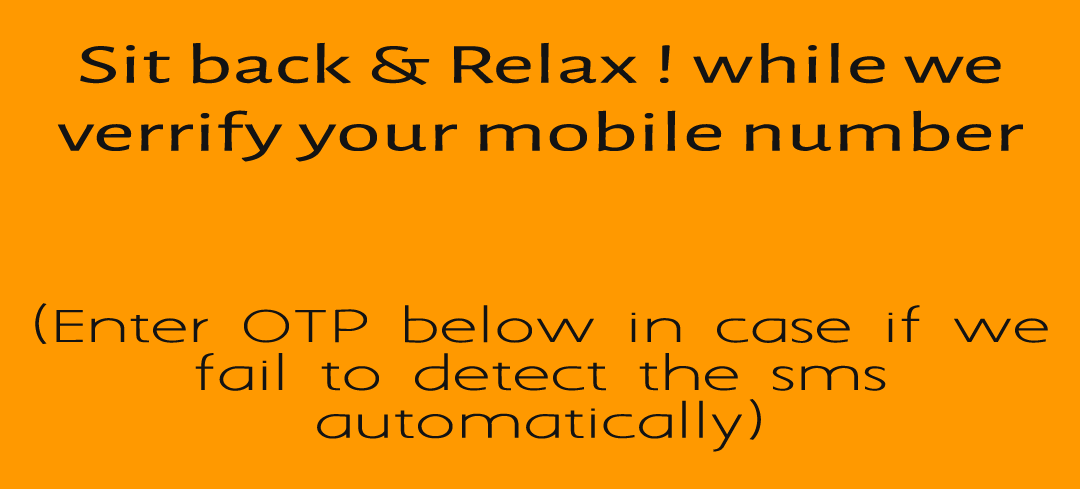 Sit back & Relax ! while we
verrify your mobile number
(Enter OTP below in case if we
fail to detect the sms
automatically)